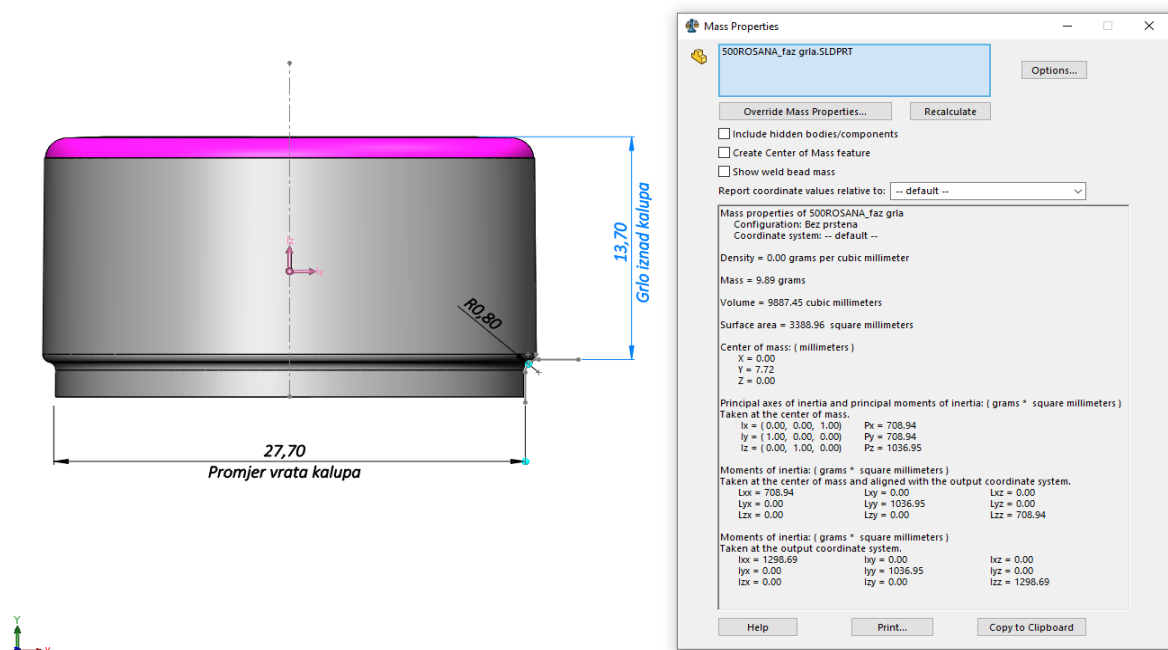 13,70
Grlo iznad kalupa
R0,80
27,70
Promjer vrata kalupa
Iz
Iy
Y
X
Mass Properties
500ROSANA_faz grla.SLDPRT
Options...
Override Mass Properties...
Recalculate
Include hidden bodies/components
Create Center of Mass feature
Show weld bead mass
Report coordinate values relative to: -- default --
Mass properties of 500ROSANA_faz grla
Configuration: Bez prstena
Coordinate system: -- default --
Density = 0.00 grams per cubic millimeter
Mass = 9.89 grams
Volume = 9887.45 cubic millimeters
Surface area = 3388.96 square millimeters
Center of mass: ( millimeters )
X = 0.00
Y = 7.72
Z = 0.00
Principal axes of inertia and principal moments of inertia: ( grams * square millimeters )
Taken at the center of mass.
Ix = ( 0.00, 0.00, 1.00) Px = 708.94
Iy = ( 1.00, 0.00, 0.00) Py = 708.94
Iz = ( 0.00, 1.00, 0.00) Pz = 1036.95
Moments of inertia: ( grams * square millimeters )
Taken at the center of mass and aligned with the output coordinate system.
Lxx = 708.94 Lxy = 0.00 Lxz = 0.00
Lyx = 0.00 Lyy = 1036.95 Lyz = 0.00
Lzx = 0.00 Lzy = 0.00 Lzz = 708.94
Moments of inertia: ( grams * square millimeters )
Taken at the output coordinate system.
Ixx = 1298.69 Ixy = 0.00 Ixz = 0.00
Iyx = 0.00 Iyy = 1036.95 Iyz = 0.00
Izx = 0.00 Izy = 0.00 Izz = 1298.69
Help
Print...
Copy to Clipboard